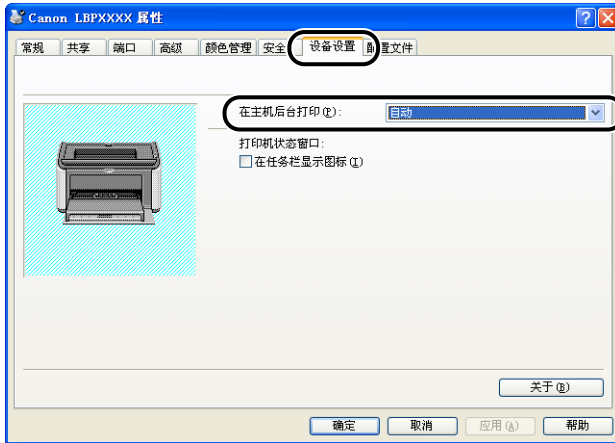 Canon LBPXXXX 属性
常规 共享 端口 高级 颜色管理 安全 设备设置 配置文件
在主机后台打印(P): 自动
打印机状态窗口:
在任务栏显示图标(I)
关于(B)
确定 取消 应用(A) 帮助